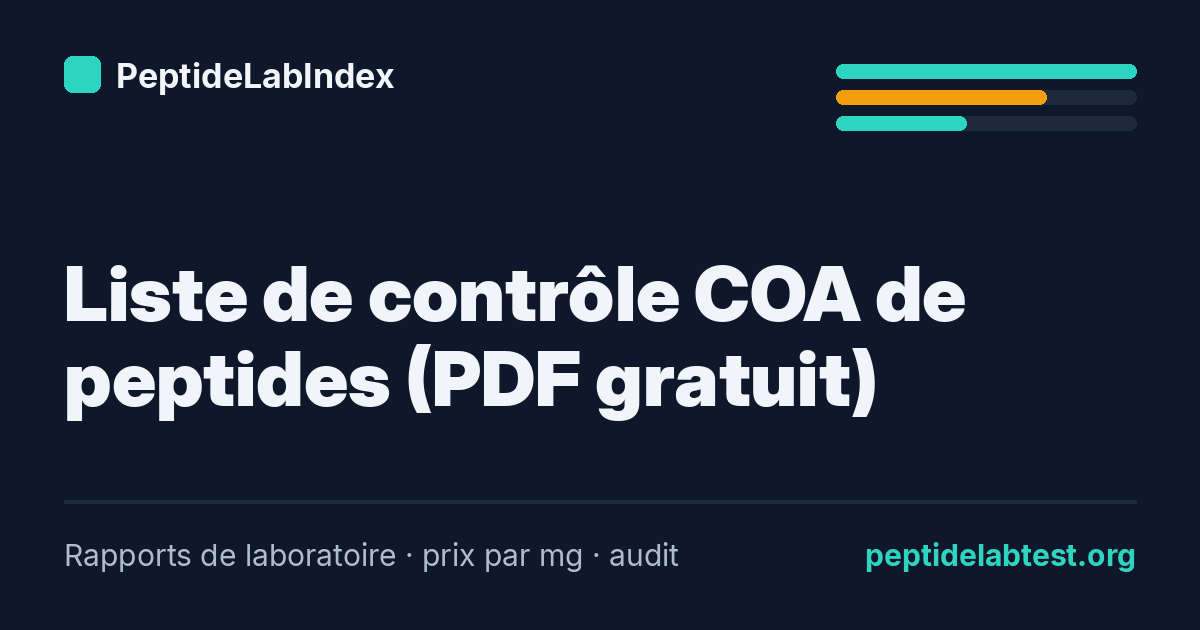 PeptideLabIndex
Liste de contrôle COA de
peptides (PDF gratuit)
Rapports de laboratoire · prix par mg · audit
peptidelabtest.org